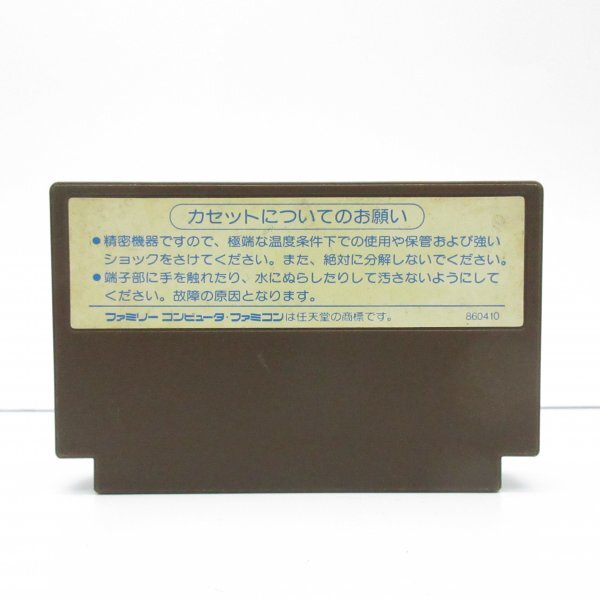 カセットについてのお願い
●精密機器ですので、極端な温度条件下での使用や保管および強い
ショックをさけてください。また、絶対に分解しないでください。
●端子部に手を触れたり、水にぬらしたりして汚さないようにして
ください。故障の原因となります。
ファミリー コンピュータ・ファミコンは任天堂の商標です。 860410